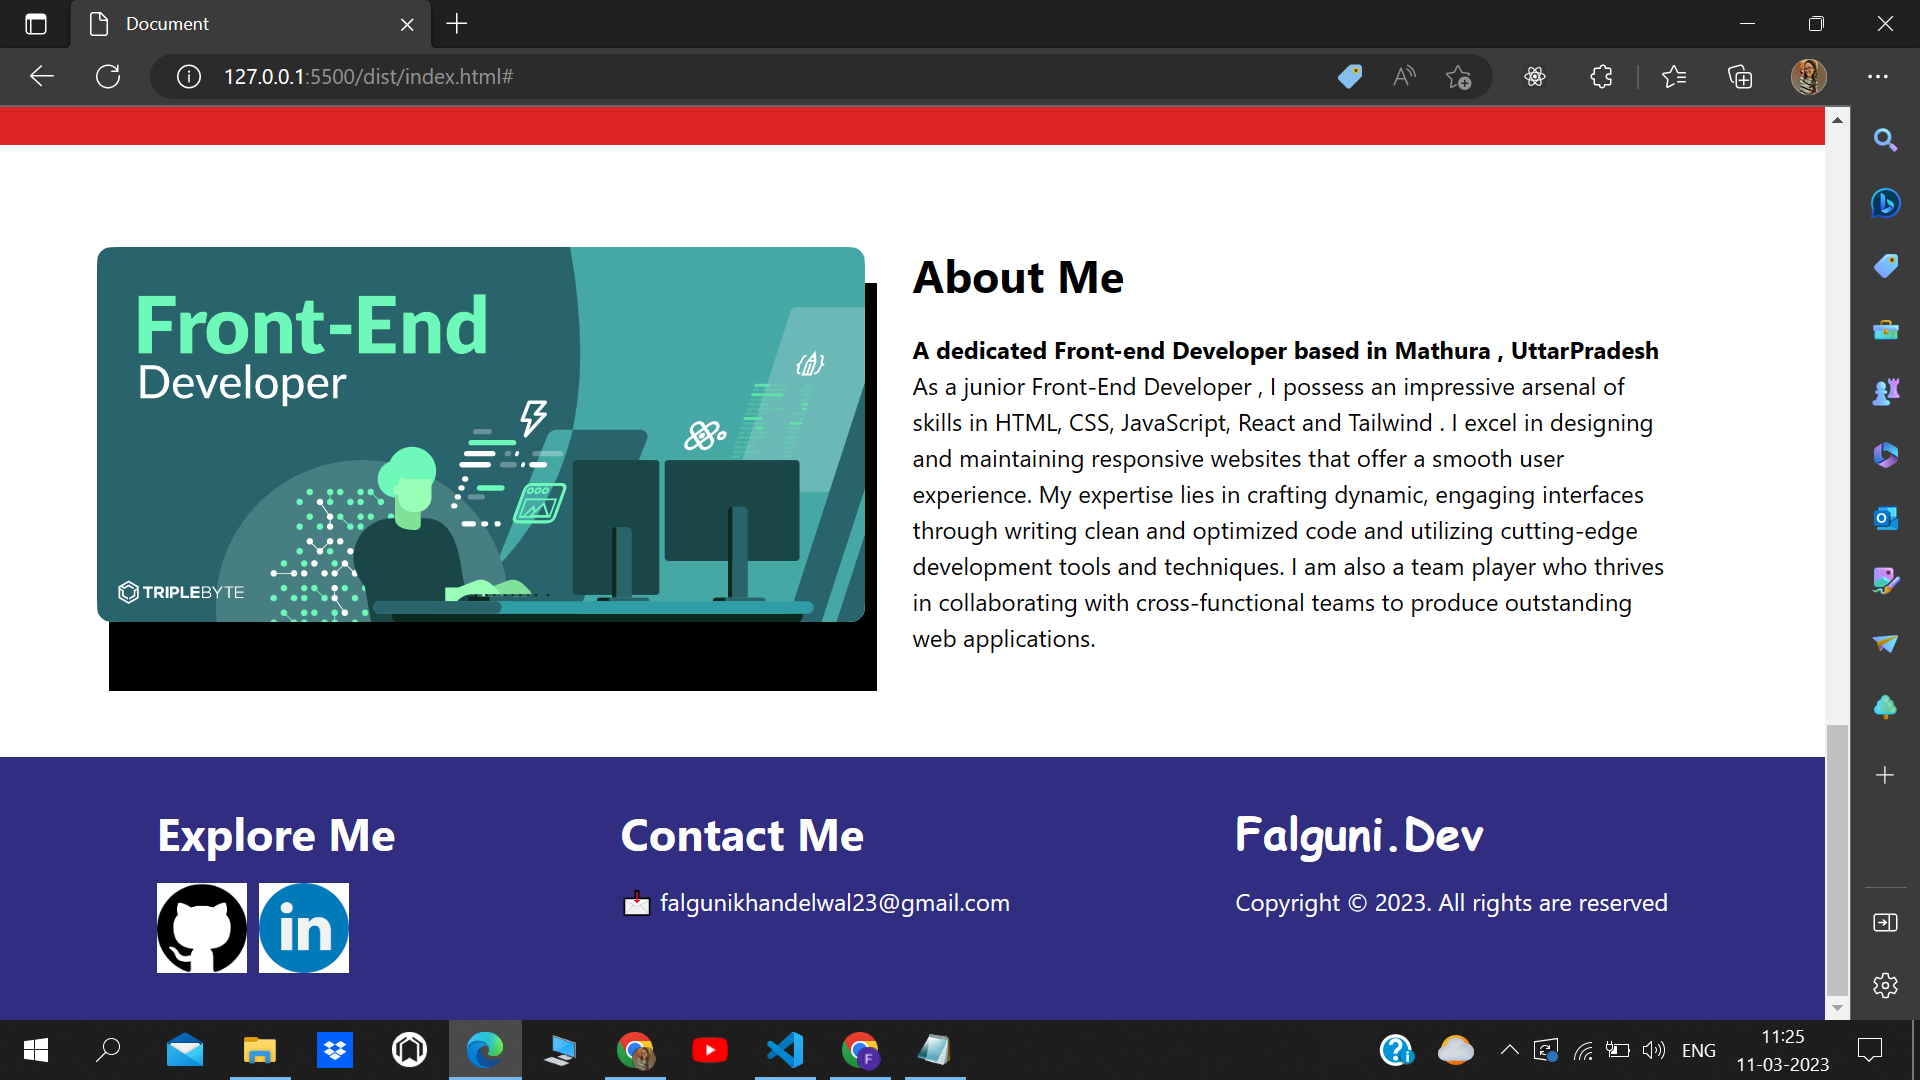 Document
127.0.0.1:5500/dist/index.html#
Front-End
Developer
TRIPLEBYTE
About Me
A dedicated Front-end Developer based in Mathura , UttarPradesh
As a junior Front-End Developer , I possess an impressive arsenal of
skills in HTML, CSS, JavaScript, React and Tailwind . I excel in designing
and maintaining responsive websites that offer a smooth user
experience. My expertise lies in crafting dynamic, engaging interfaces
through writing clean and optimized code and utilizing cutting-edge
development tools and techniques. I am also a team player who thrives
in collaborating with cross-functional teams to produce outstanding
web applications.
Explore Me
in
Contact Me
falgunikhandelwal23@gmail.com
Falguni.Dev
Copyright © 2023. All rights are reserved
ENG
11:25
11-03-2023